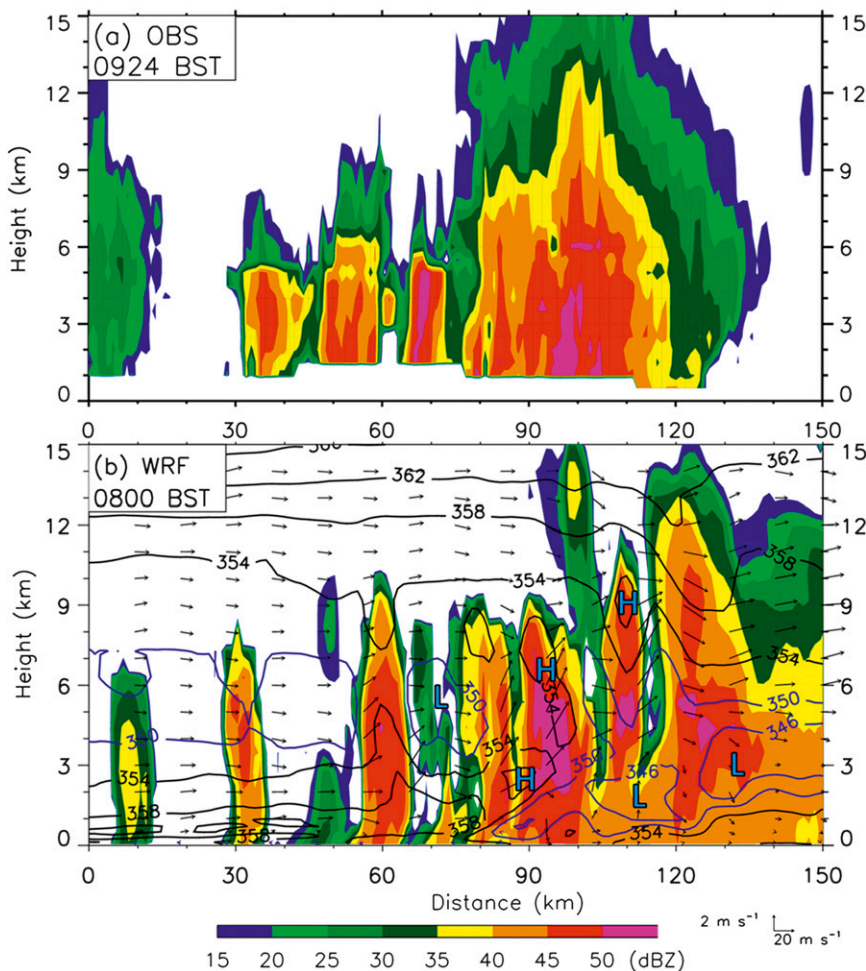 15 (a) OBS 15
0924 BST
12 12
9 9
Height (km)
6 6
3 3
0 0
0 30 60 90 120 150
15 (b) WRF 362 15
0800 BST 362
12 358 12
354 358
9 354 H 9
Height (km)
6 H 354 6
L 350 354 350
350 346
354 354 350 346 L
3 H 3
358 L
358 358 354
0 0
0 30 60 90 120 150
Distance (km)
2 m s⁻¹
20 m s⁻¹
15 20 25 30 35 40 45 50 (dBZ)